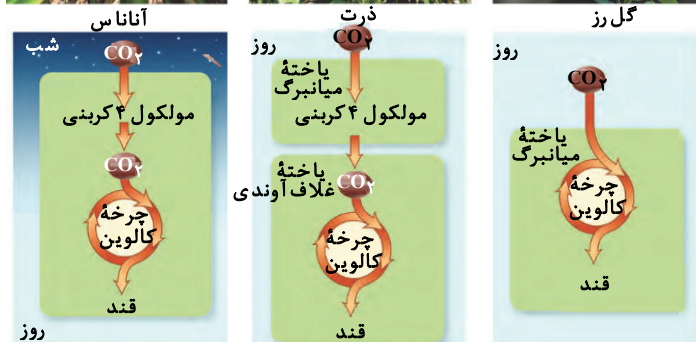 گل رز
روز
CO۲
یاختهٔ
میانبرگ
چرخهٔ
کالوین
قند
ذرت
روز
CO۲
یاختهٔ
میانبرگ
مولکول ۴ کربنی
یاختهٔ
غلاف آوندی
CO۲
چرخهٔ
کالوین
قند
آناناس
شب
CO۲
مولکول ۴ کربنی
CO۲
چرخهٔ
کالوین
قند
روز